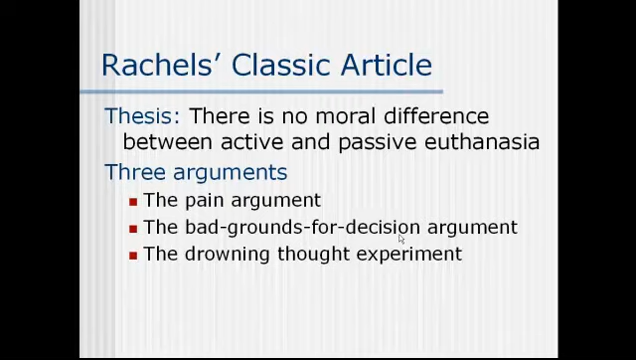 Rachels' Classic Article
Thesis: There is no moral difference
between active and passive euthanasia
Three arguments
The pain argument
The bad-grounds-for-decision argument
The drowning thought experiment